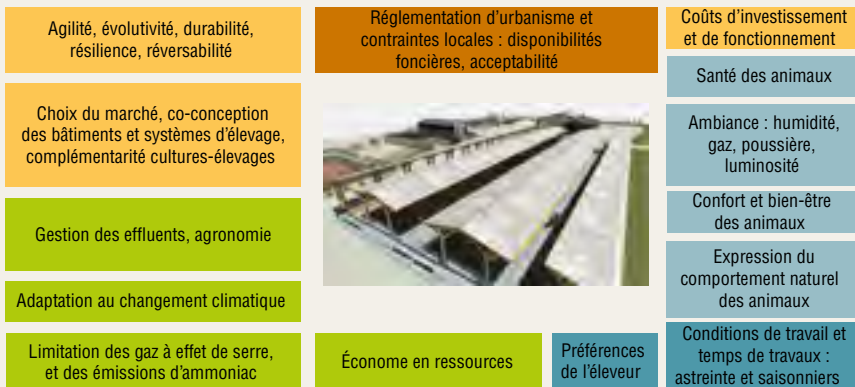 Agilité, évolutivité, durabilité,
résilience, réversabilité
Choix du marché, co-conception
des bâtiments et systèmes d'élevage,
complémentarité cultures-élevages
Gestion des effluents, agronomie
Adaptation au changement climatique
Limitation des gaz à effet de serre,
et des émissions d'ammoniac
Réglementation d'urbanisme et
contraintes locales : disponibilités
foncières, acceptabilité
Économe en ressources
Préférences
de l'éleveur
Coûts d'investissement
et de fonctionnement
Santé des animaux
Ambiance : humidité,
gaz, poussière,
luminosité
Confort et bien-être
des animaux
Expression du
comportement naturel
des animaux
Conditions de travail et
temps de travaux :
astreinte et saisonniers